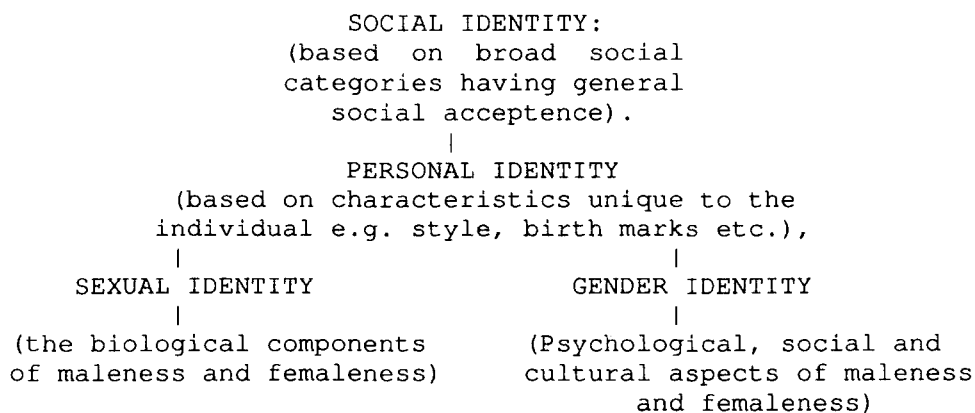 SOCIAL IDENTITY:
(based on broad social
categories having general
social acceptence).
PERSONAL IDENTITY
(based on characteristics unique to the
individual e.g. style, birth marks etc.),
SEXUAL IDENTITY
GENDER IDENTITY
(the biological components
of maleness and femaleness)
(Psychological, social and
cultural aspects of maleness
and femaleness)